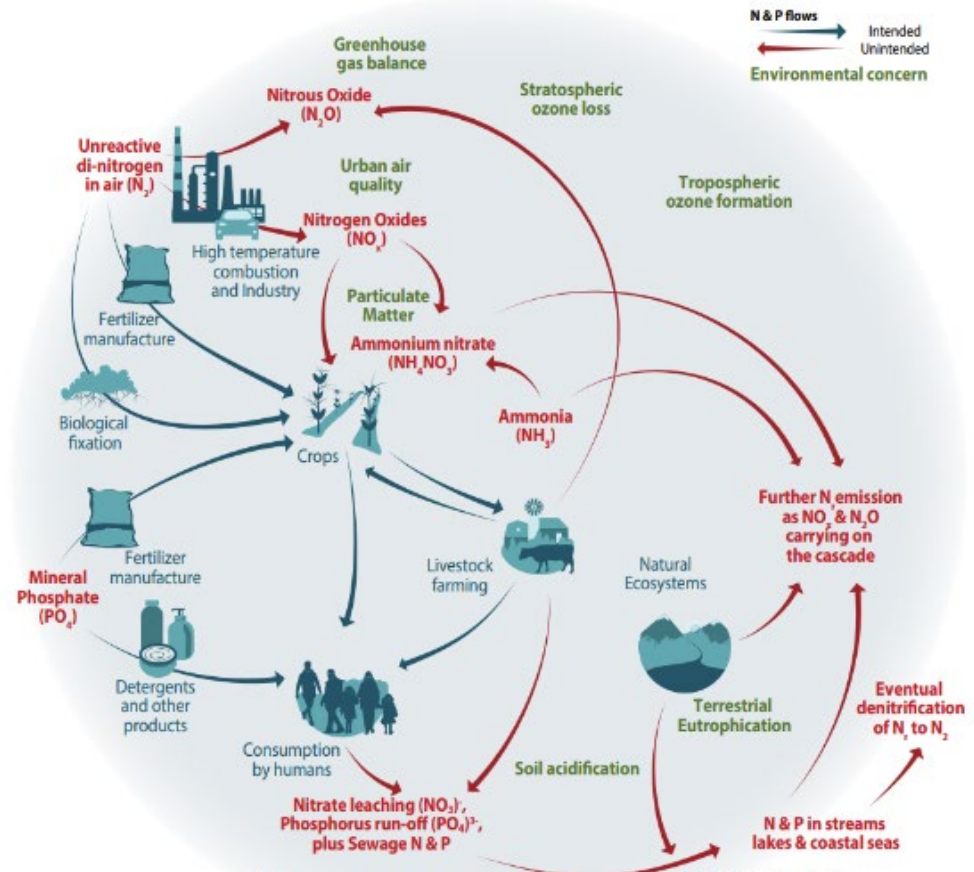 N & P flows
Intended
Unintended
Environmental concern
Greenhouse
gas balance
Nitrous Oxide
(N₂O)
Stratospheric
ozone loss
Unreactive
di-nitrogen
in air (N₂)
Urban air
quality
Tropospheric
ozone formation
Nitrogen Oxides
(NOₓ)
High temperature
combustion
and Industry
Particulate
Matter
Fertilizer
manufacture
Ammonium nitrate
(NH₄NO₃)
Biological
fixation
Ammonia
(NH₃)
Crops
Further Nᵣ emission
as NOₓ & N₂O
carrying on
the cascade
Fertilizer
manufacture
Livestock
farming
Natural
Ecosystems
Mineral
Phosphate
(PO₄)
Detergents
and other
products
Terrestrial
Eutrophication
Eventual
denitrification
of Nᵣ to N₂
Consumption
by humans
Soil acidification
Nitrate leaching (NO₃)⁻,
Phosphorus run-off (PO₄)³⁻,
plus Sewage N & P
N & P in streams
lakes & coastal seas